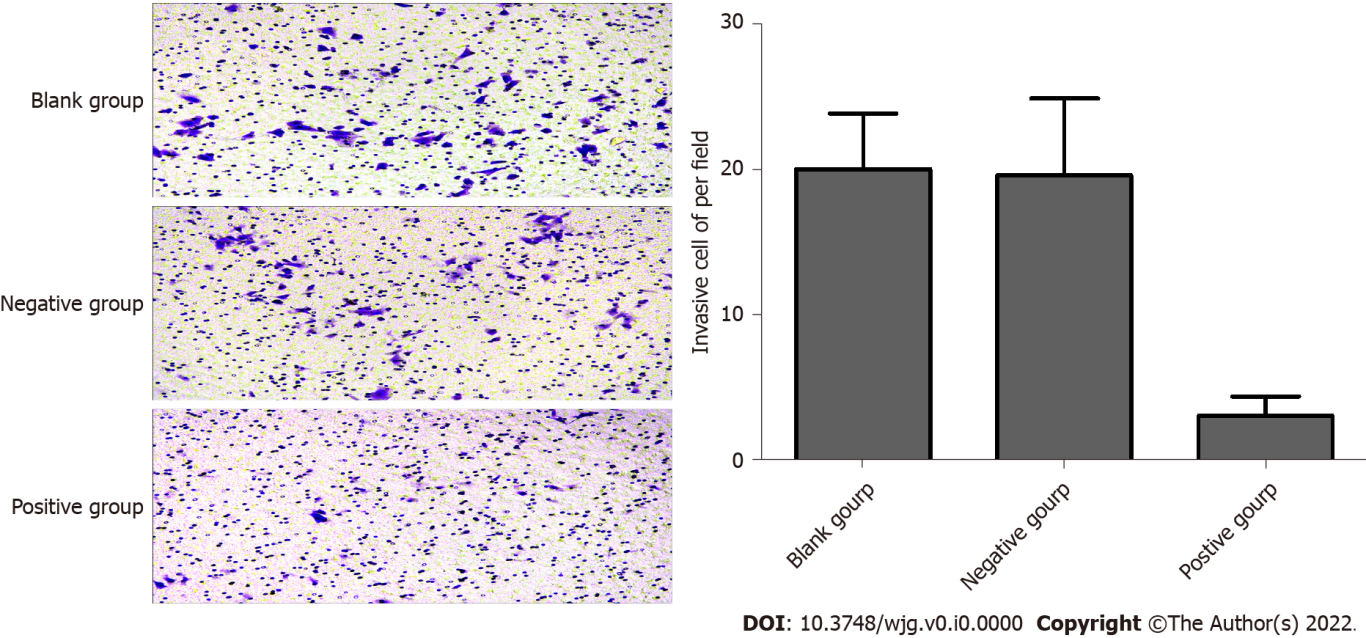 Blank group
Negative group
Positive group
Invasive cell of per field
30
20
10
0
Blank gourp
Negative gourp
Postive gourp
DOI: 10.3748/wjg.v0.i0.0000 Copyright ©The Author(s) 2022.